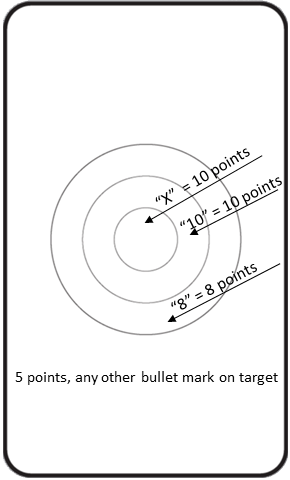 “X” = 10 points
“10” = 10 points
“8” = 8 points
5 points, any other bullet mark on target